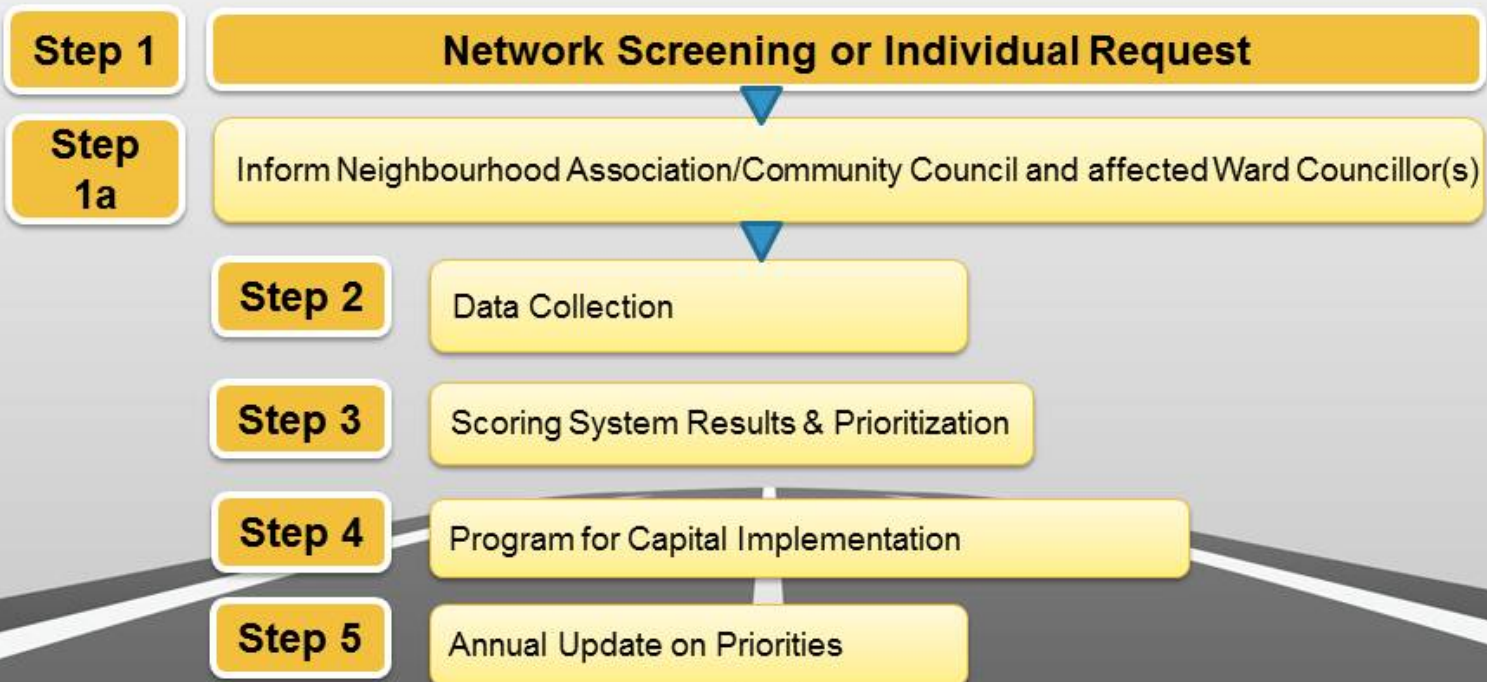 Step 1
Network Screening or Individual Request
Step
1a
Inform Neighbourhood Association/Community Council and affected Ward Councillor(s)
Step 2
Data Collection
Step 3
Scoring System Results & Prioritization
Step 4
Program for Capital Implementation
Step 5
Annual Update on Priorities